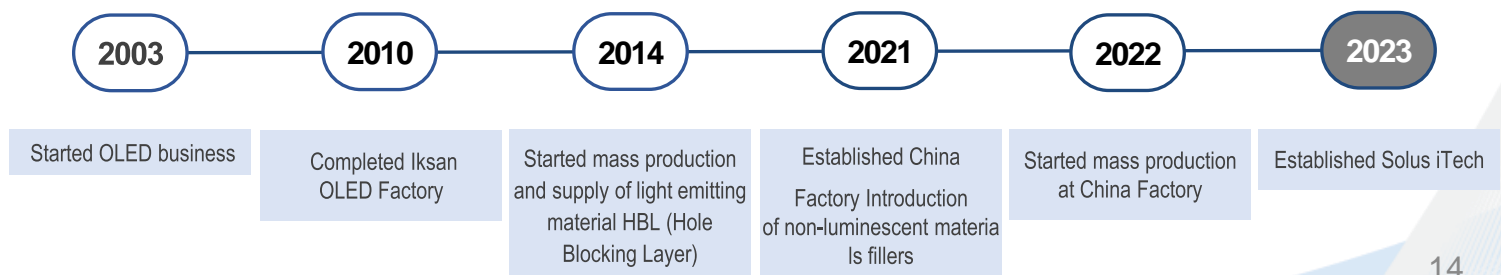 2003
2010
2014
2021
2022
2023
Started OLED business
Completed Iksan
OLED Factory
Started mass production
and supply of light emitting
material HBL (Hole
Blocking Layer)
Established China
Factory Introduction
of non-luminescent materia
ls fillers
Started mass production
at China Factory
Established Solus iTech
14